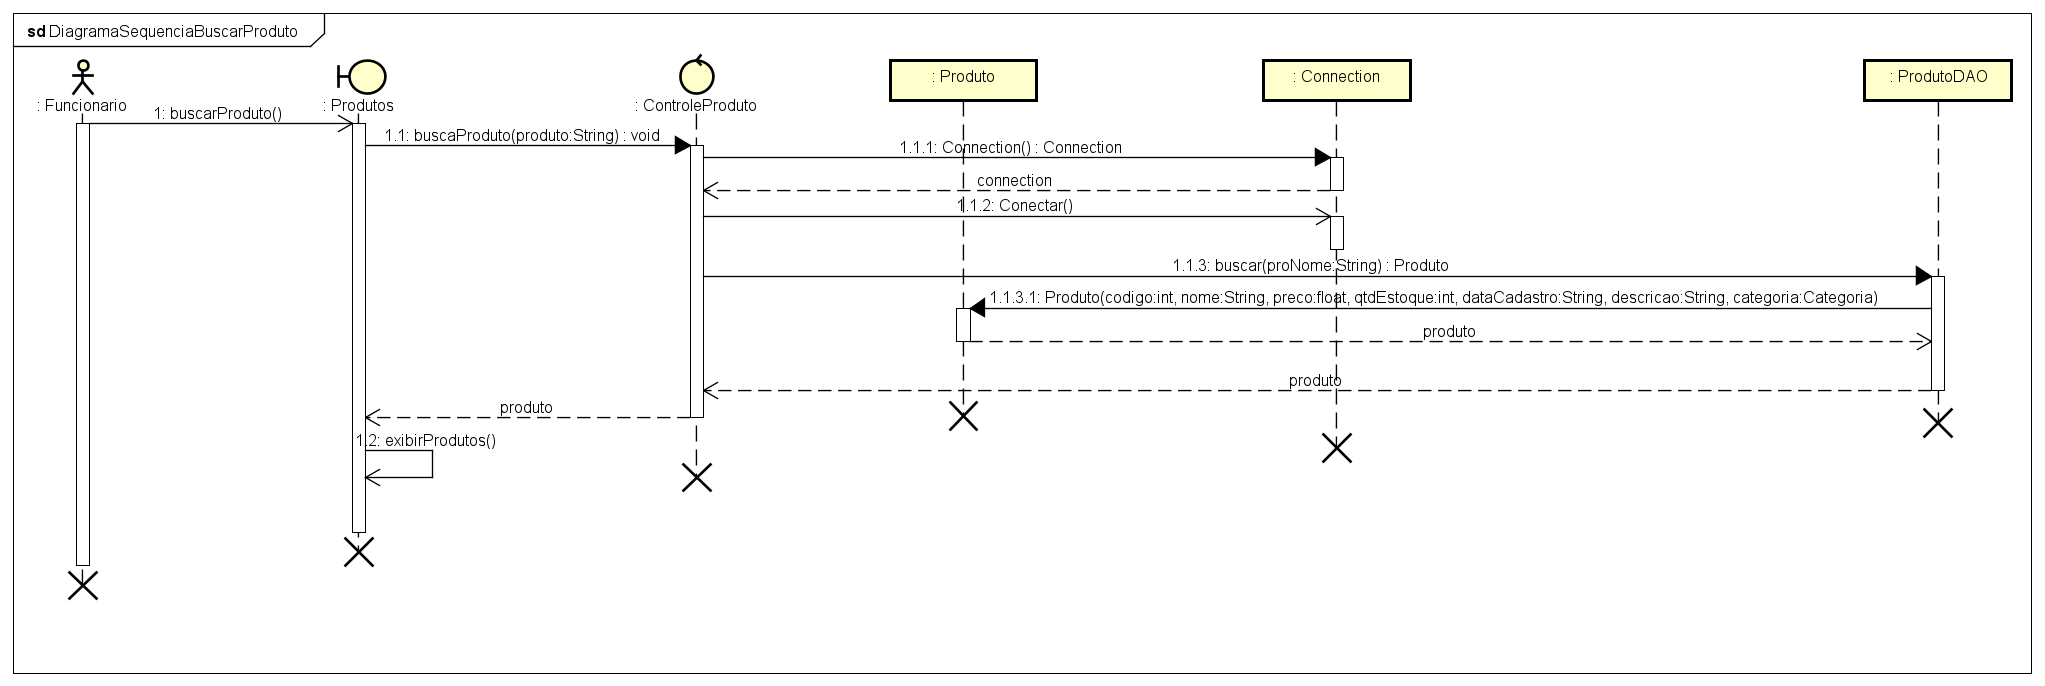 sd DiagramaSequenciaBuscarProduto
: Funcionario
: Produtos
: ControleProduto
: Produto
: Connection
: ProdutoDAO
1: buscarProduto()
1.1: buscaProduto(produto:String) : void
1.1.1: Connection() : Connection
connection
1.1.2: Conectar()
1.1.3: buscar(proNome:String) : Produto
1.1.3.1: Produto(codigo:int, nome:String, preco:float, qtdEstoque:int, dataCadastro:String, descricao:String, categoria:Categoria)
produto
produto
produto
1.2: exibirProdutos()